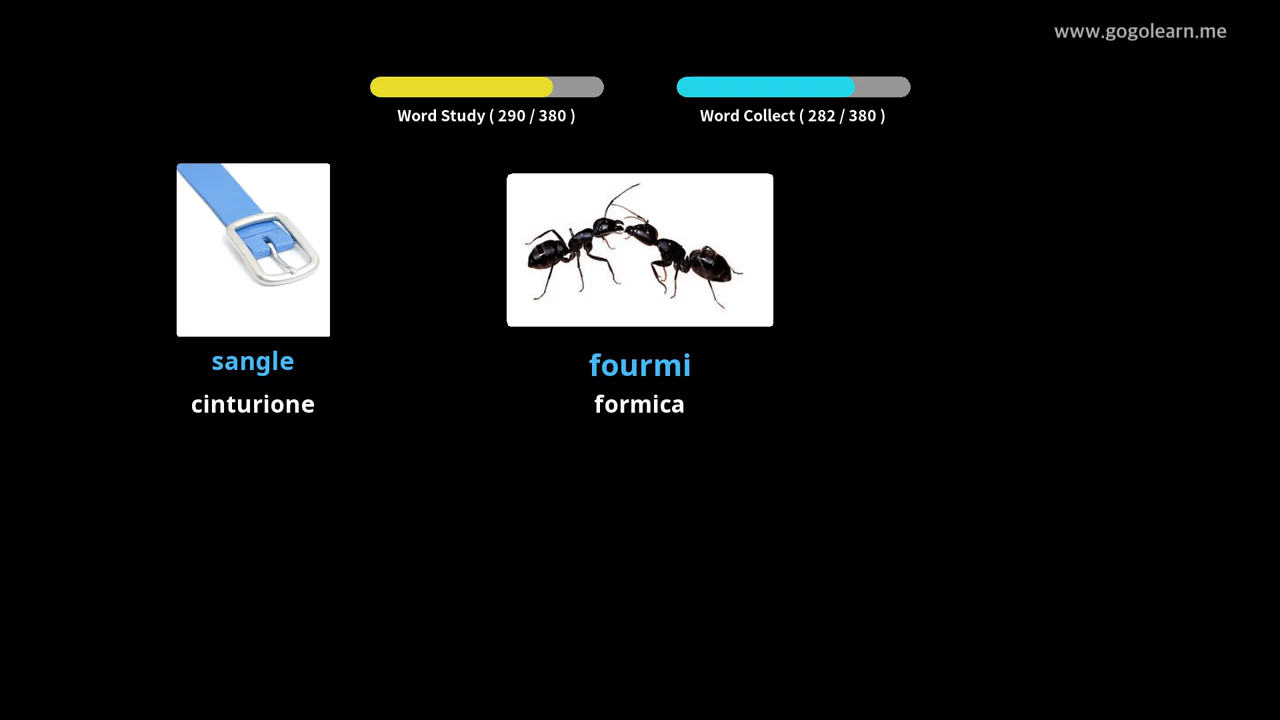 www.gogolearn.me
Word Study ( 290 / 380 )
Word Collect ( 282 / 380 )
sangle
cinturione
fourmi
formica